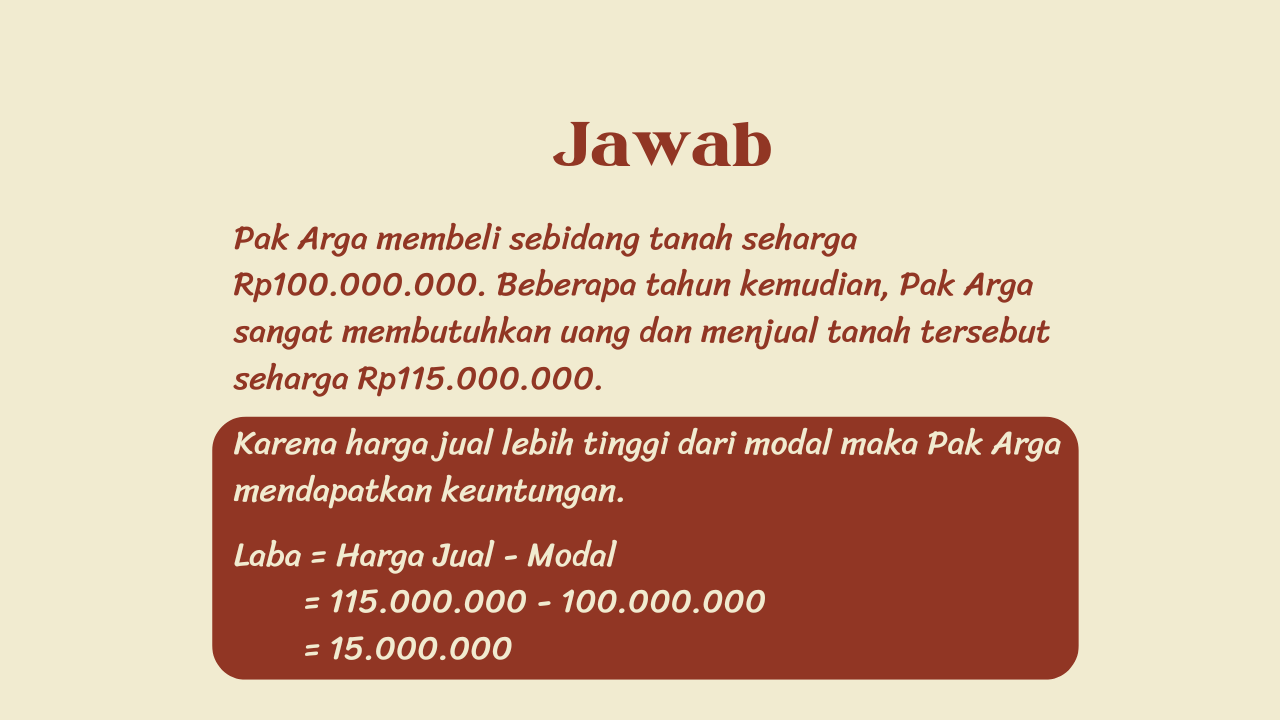 Jawab
Pak Arga membeli sebidang tanah seharga
Rp100.000.000. Beberapa tahun kemudian, Pak Arga
sangat membutuhkan uang dan menjual tanah tersebut
seharga Rp115.000.000.
Karena harga jual lebih tinggi dari modal maka Pak Arga
mendapatkan keuntungan.
Laba = Harga Jual - Modal
= 115.000.000 - 100.000.000
= 15.000.000